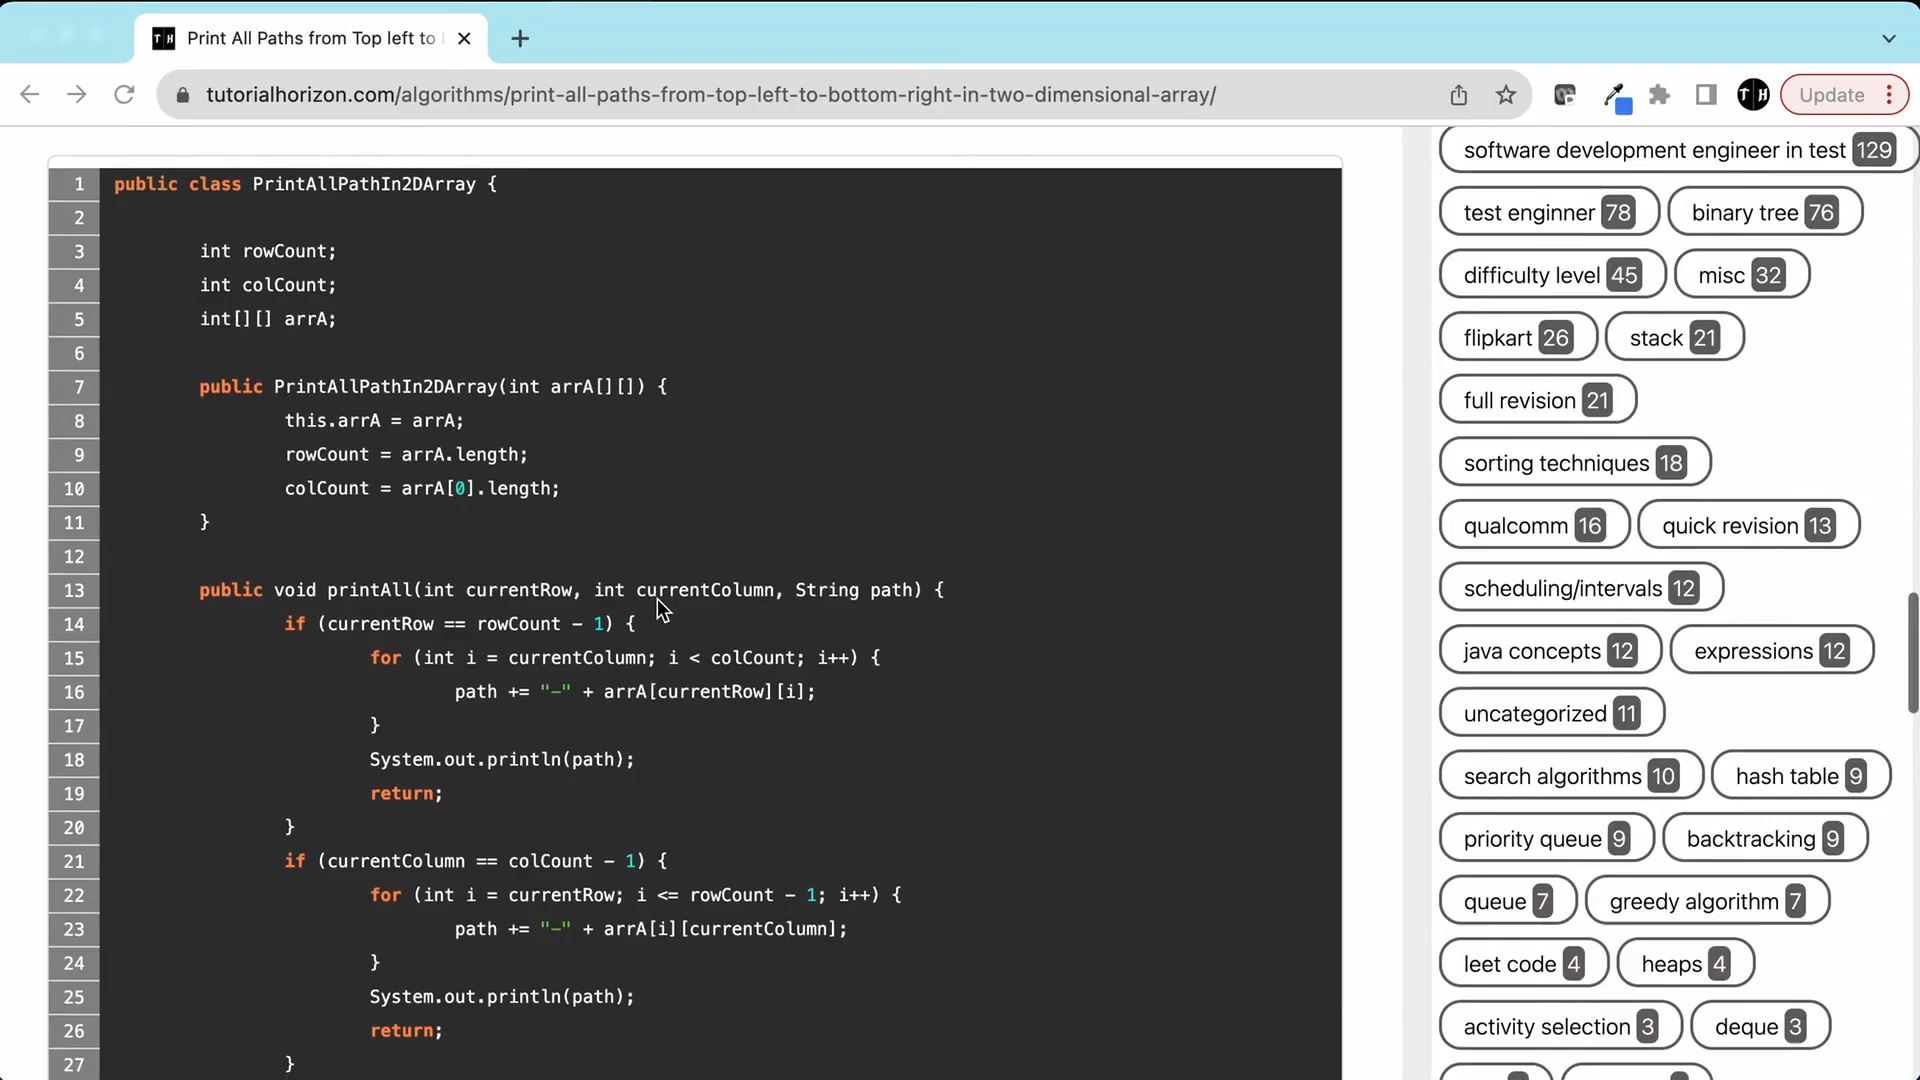 TH Print All Paths from Top left to
tutorialhorizon.com/algorithms/print-all-paths-from-top-left-to-bottom-right-in-two-dimensional-array/
TH
Update
1 public class PrintAllPathIn2DArray {
2
3 int rowCount;
4 int colCount;
5 int[][] arrA;
6
7 public PrintAllPathIn2DArray(int arrA[][]) {
8 this.arrA = arrA;
9 rowCount = arrA.length;
10 colCount = arrA[0].length;
11 }
12
13 public void printAll(int currentRow, int currentColumn, String path) {
14 if (currentRow == rowCount - 1) {
15 for (int i = currentColumn; i < colCount; i++) {
16 path += "-" + arrA[currentRow][i];
17 }
18 System.out.println(path);
19 return;
20 }
21 if (currentColumn == colCount - 1) {
22 for (int i = currentRow; i <= rowCount - 1; i++) {
23 path += "-" + arrA[i][currentColumn];
24 }
25 System.out.println(path);
26 return;
27 }
software development engineer in test 129
test enginner 78 binary tree 76
difficulty level 45 misc 32
flipkart 26 stack 21
full revision 21
sorting techniques 18
qualcomm 16 quick revision 13
scheduling/intervals 12
java concepts 12 expressions 12
uncategorized 11
search algorithms 10 hash table 9
priority queue 9 backtracking 9
queue 7 greedy algorithm 7
leet code 4 heaps 4
activity selection 3 deque 3